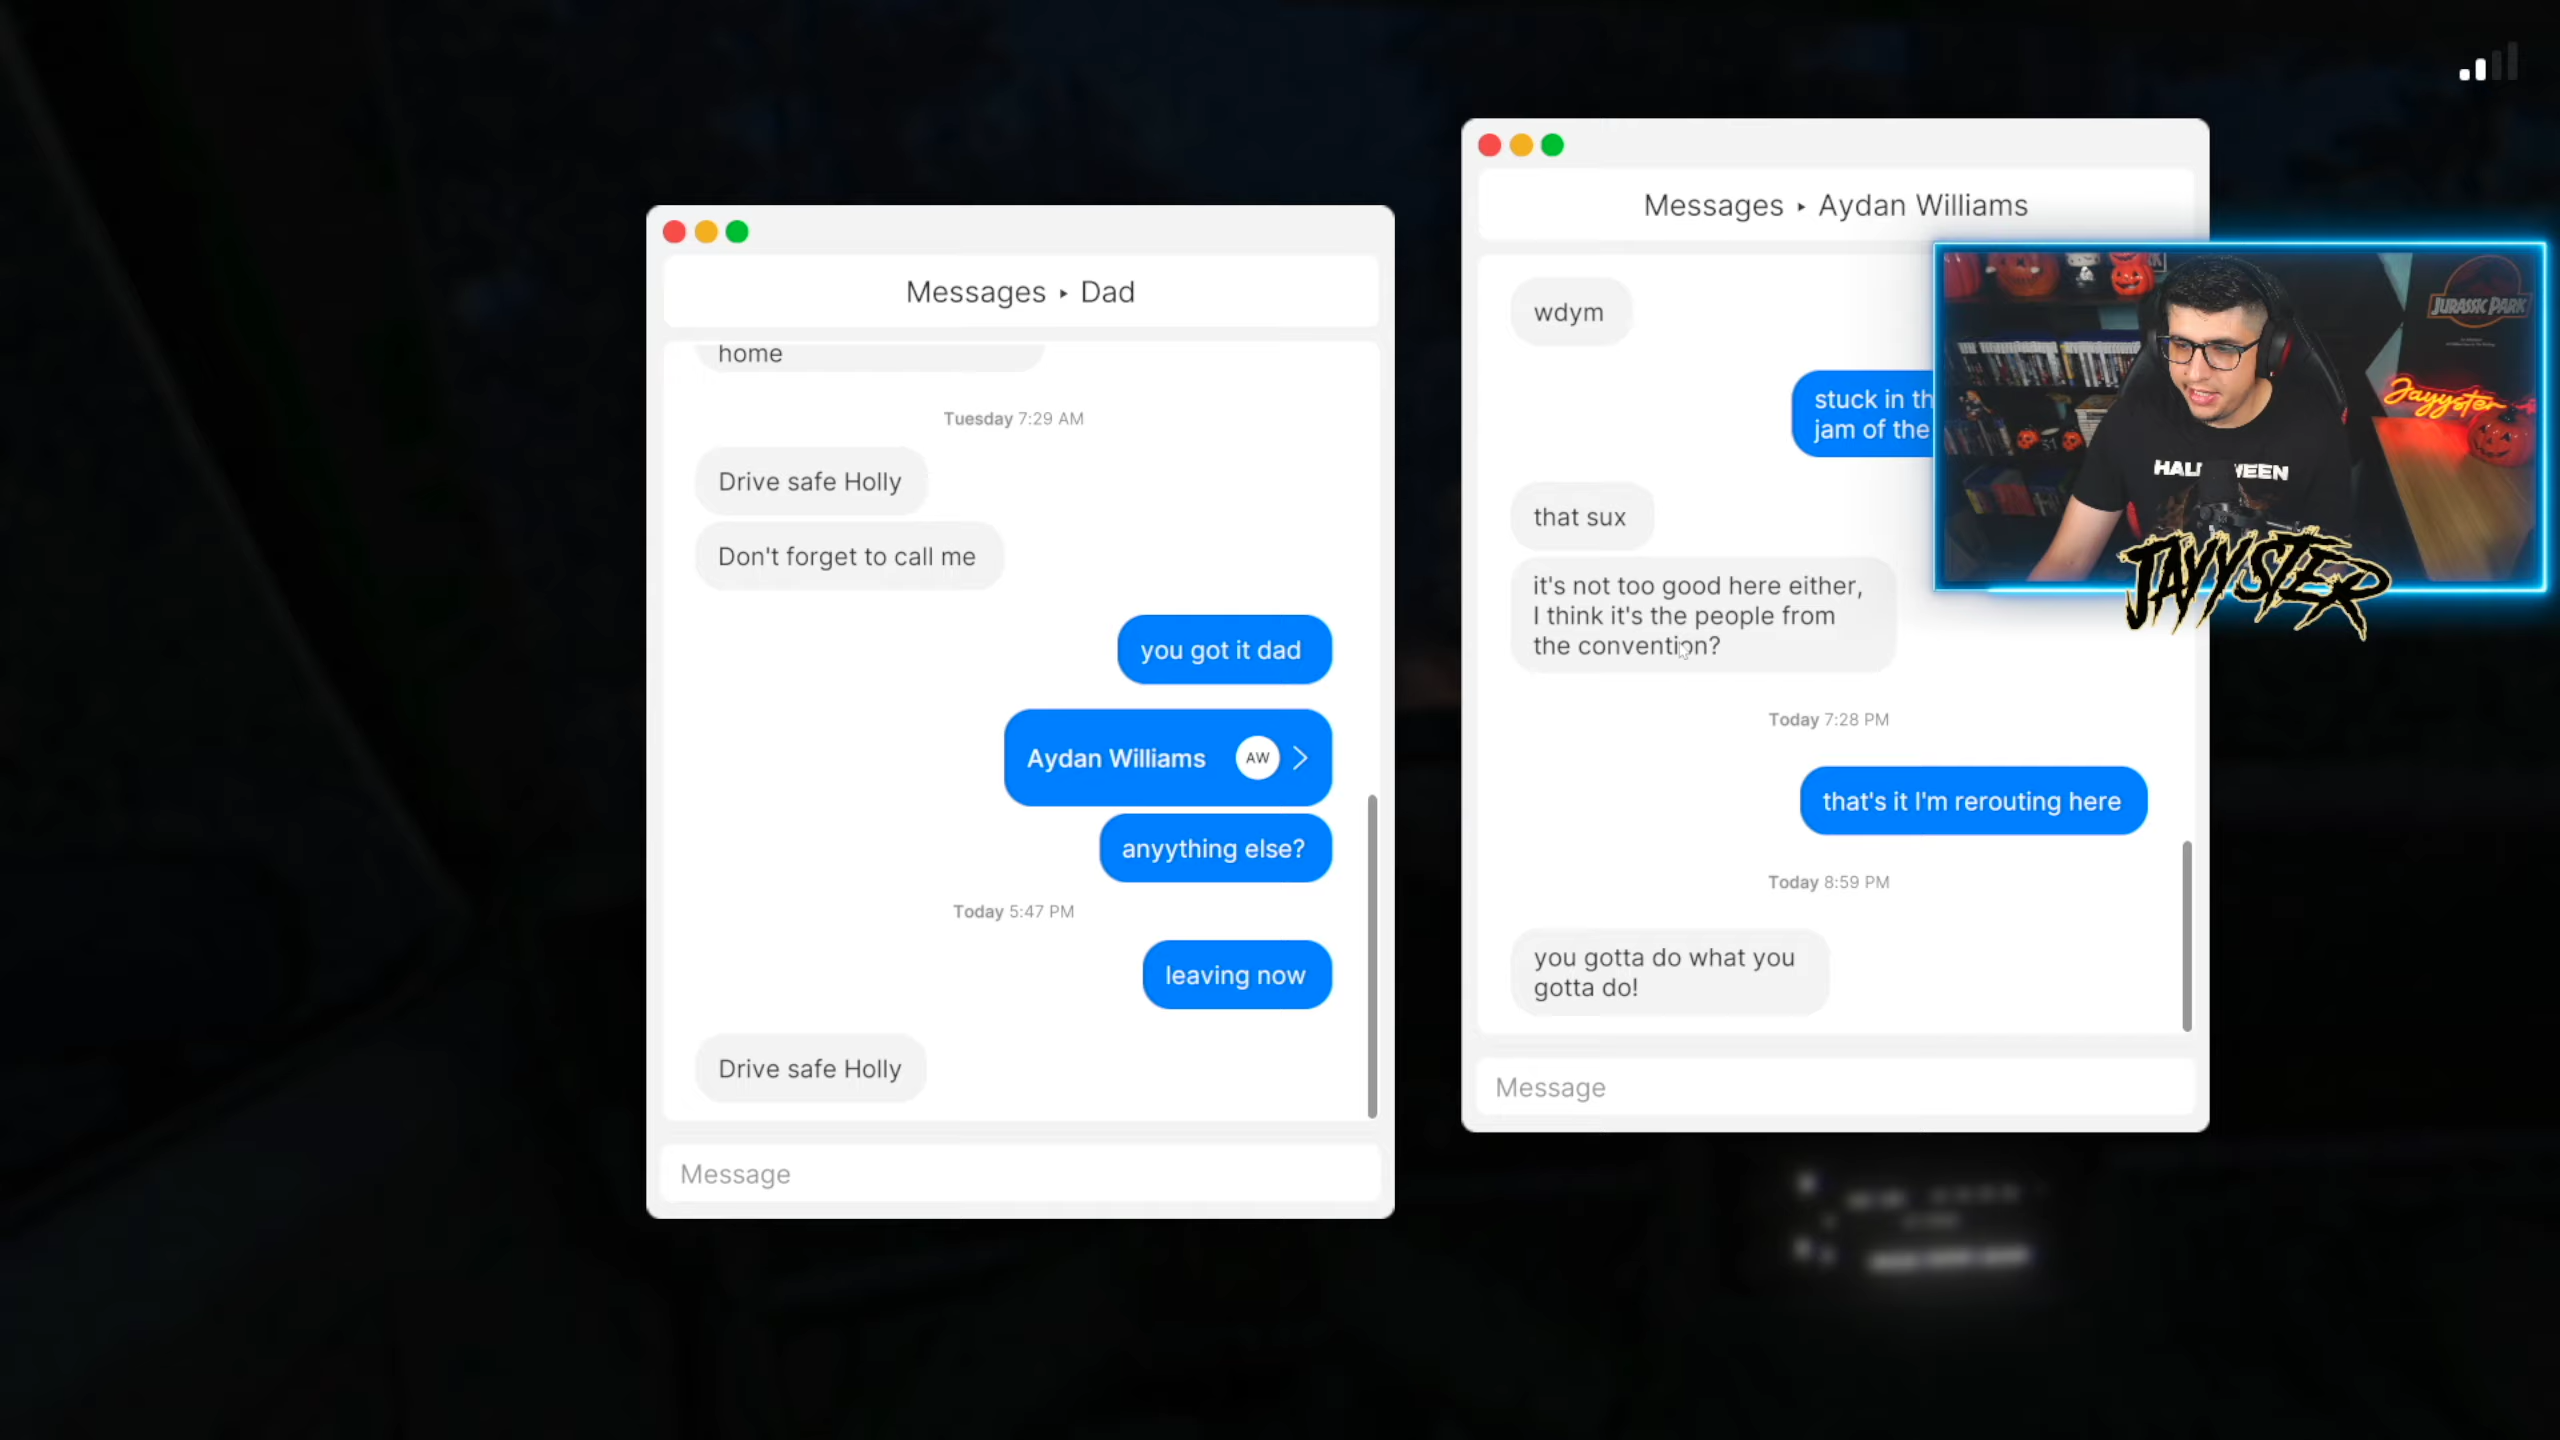 Messages ▸ Dad
home
Tuesday 7:29 AM
Drive safe Holly
Don't forget to call me
you got it dad
Aydan Williams AW
anyything else?
Today 5:47 PM
leaving now
Drive safe Holly
Message
Messages ▸ Aydan Williams
wdym
stuck in th
jam of the
that sux
it's not too good here either,
I think it's the people from
the convention?
Today 7:28 PM
that's it I'm rerouting here
Today 8:59 PM
you gotta do what you
gotta do!
Message
JURASSIC PARK
Jayyster
31
JAYYSTER